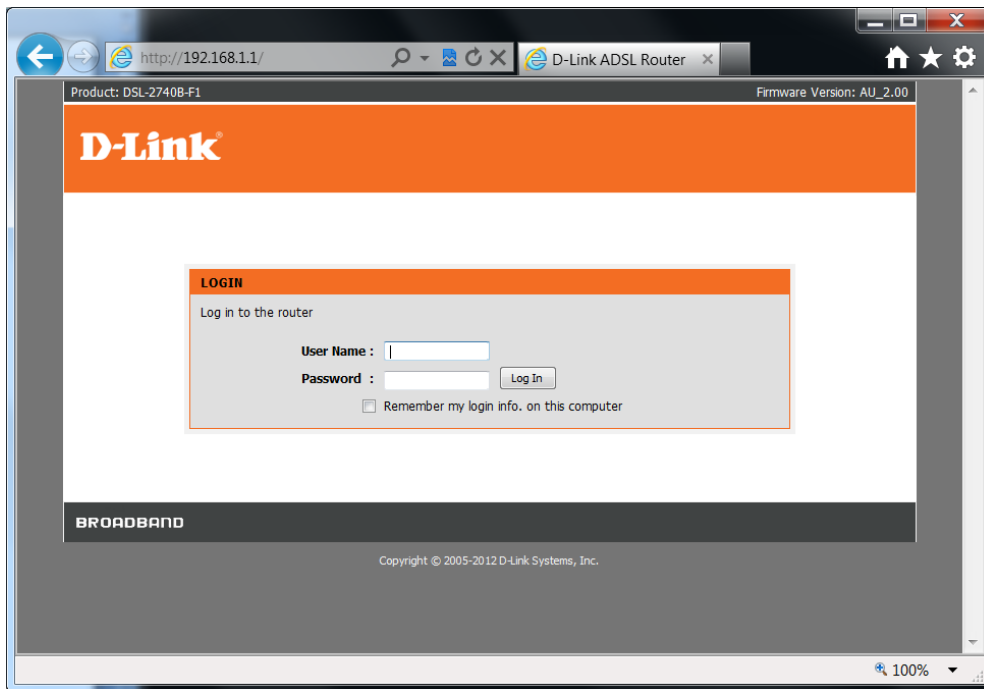 http://192.168.1.1/
D-Link ADSL Router
Product: DSL-2740B-F1 Firmware Version: AU_2.00
D-Link®
LOGIN
Log in to the router
User Name :
Password :
Log In
Remember my login info. on this computer
BROADBAND
Copyright © 2005-2012 D-Link Systems, Inc.
100%